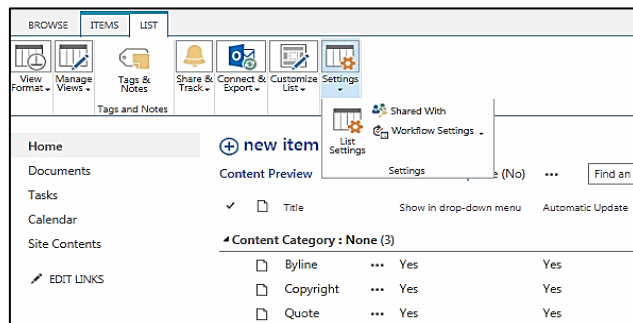 BROWSE ITEMS LIST
View Format Manage Views Tags & Notes Share & Track Connect & Export Customize List Settings
Tags and Notes
Shared With
Workflow Settings
List Settings
Settings
Home
Documents
Tasks
Calendar
Site Contents
EDIT LINKS
new item
Content Preview (No) ... Find an
Title Show in drop-down menu Automatic Update
Content Category : None (3)
Byline ... Yes Yes
Copyright ... Yes Yes
Quote ... Yes Yes